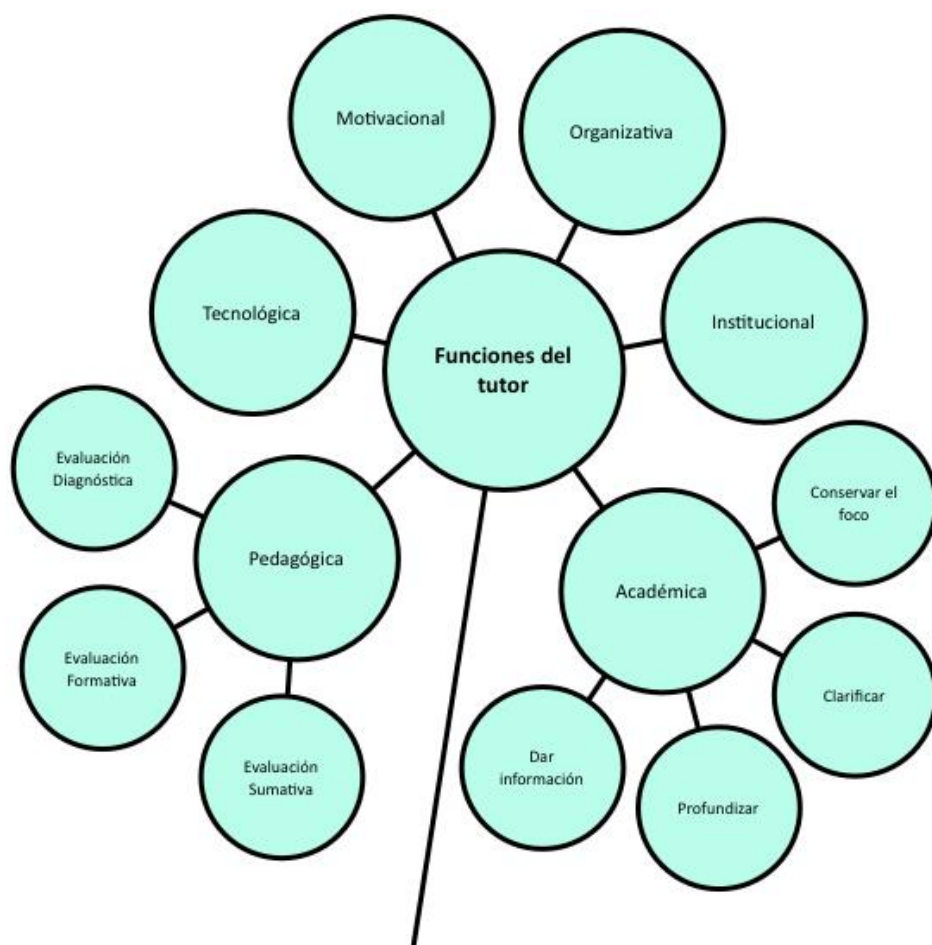 Motivacional
Organizativa
Tecnológica
Institucional
Funciones del
tutor
Evaluación
Diagnóstica
Conservar el
foco
Pedagógica
Académica
Evaluación
Formativa
Clarificar
Evaluación
Sumativa
Dar
información
Profundizar